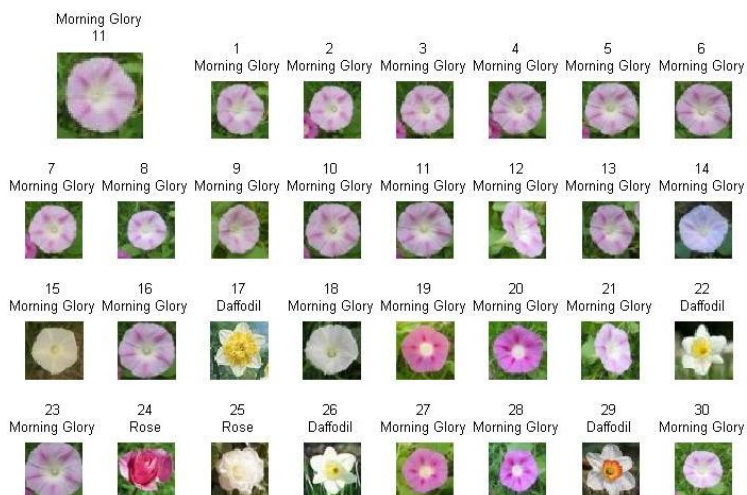 Morning Glory
11
1 2 3 4 5 6
Morning Glory Morning Glory Morning Glory Morning Glory Morning Glory Morning Glory
7 8 9 10 11 12 13 14
Morning Glory Morning Glory Morning Glory Morning Glory Morning Glory Morning Glory Morning Glory Morning Glory
15 16 17 18 19 20 21 22
Morning Glory Morning Glory Daffodil Morning Glory Morning Glory Morning Glory Morning Glory Daffodil
23 24 25 26 27 28 29 30
Morning Glory Rose Rose Daffodil Morning Glory Morning Glory Daffodil Morning Glory